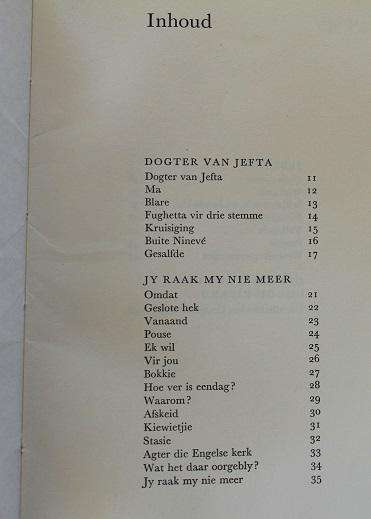 Inhoud
DOGTER VAN JEFTA
Dogter van Jefta 11
Ma 12
Blare 13
Fughetta vir drie stemme 14
Kruisiging 15
Buite Ninevé 16
Gesalfde 17
JY RAAK MY NIE MEER
Omdat 21
Geslote hek 22
Vanaand 23
Pouse 24
Ek wil 25
Vir jou 26
Bokkie 27
Hoe ver is eendag? 28
Waarom? 29
Afskeid 30
Kiewietjie 31
Stasie 32
Agter die Engelse kerk 33
Wat het daar oorgebly? 34
Jy raak my nie meer 35